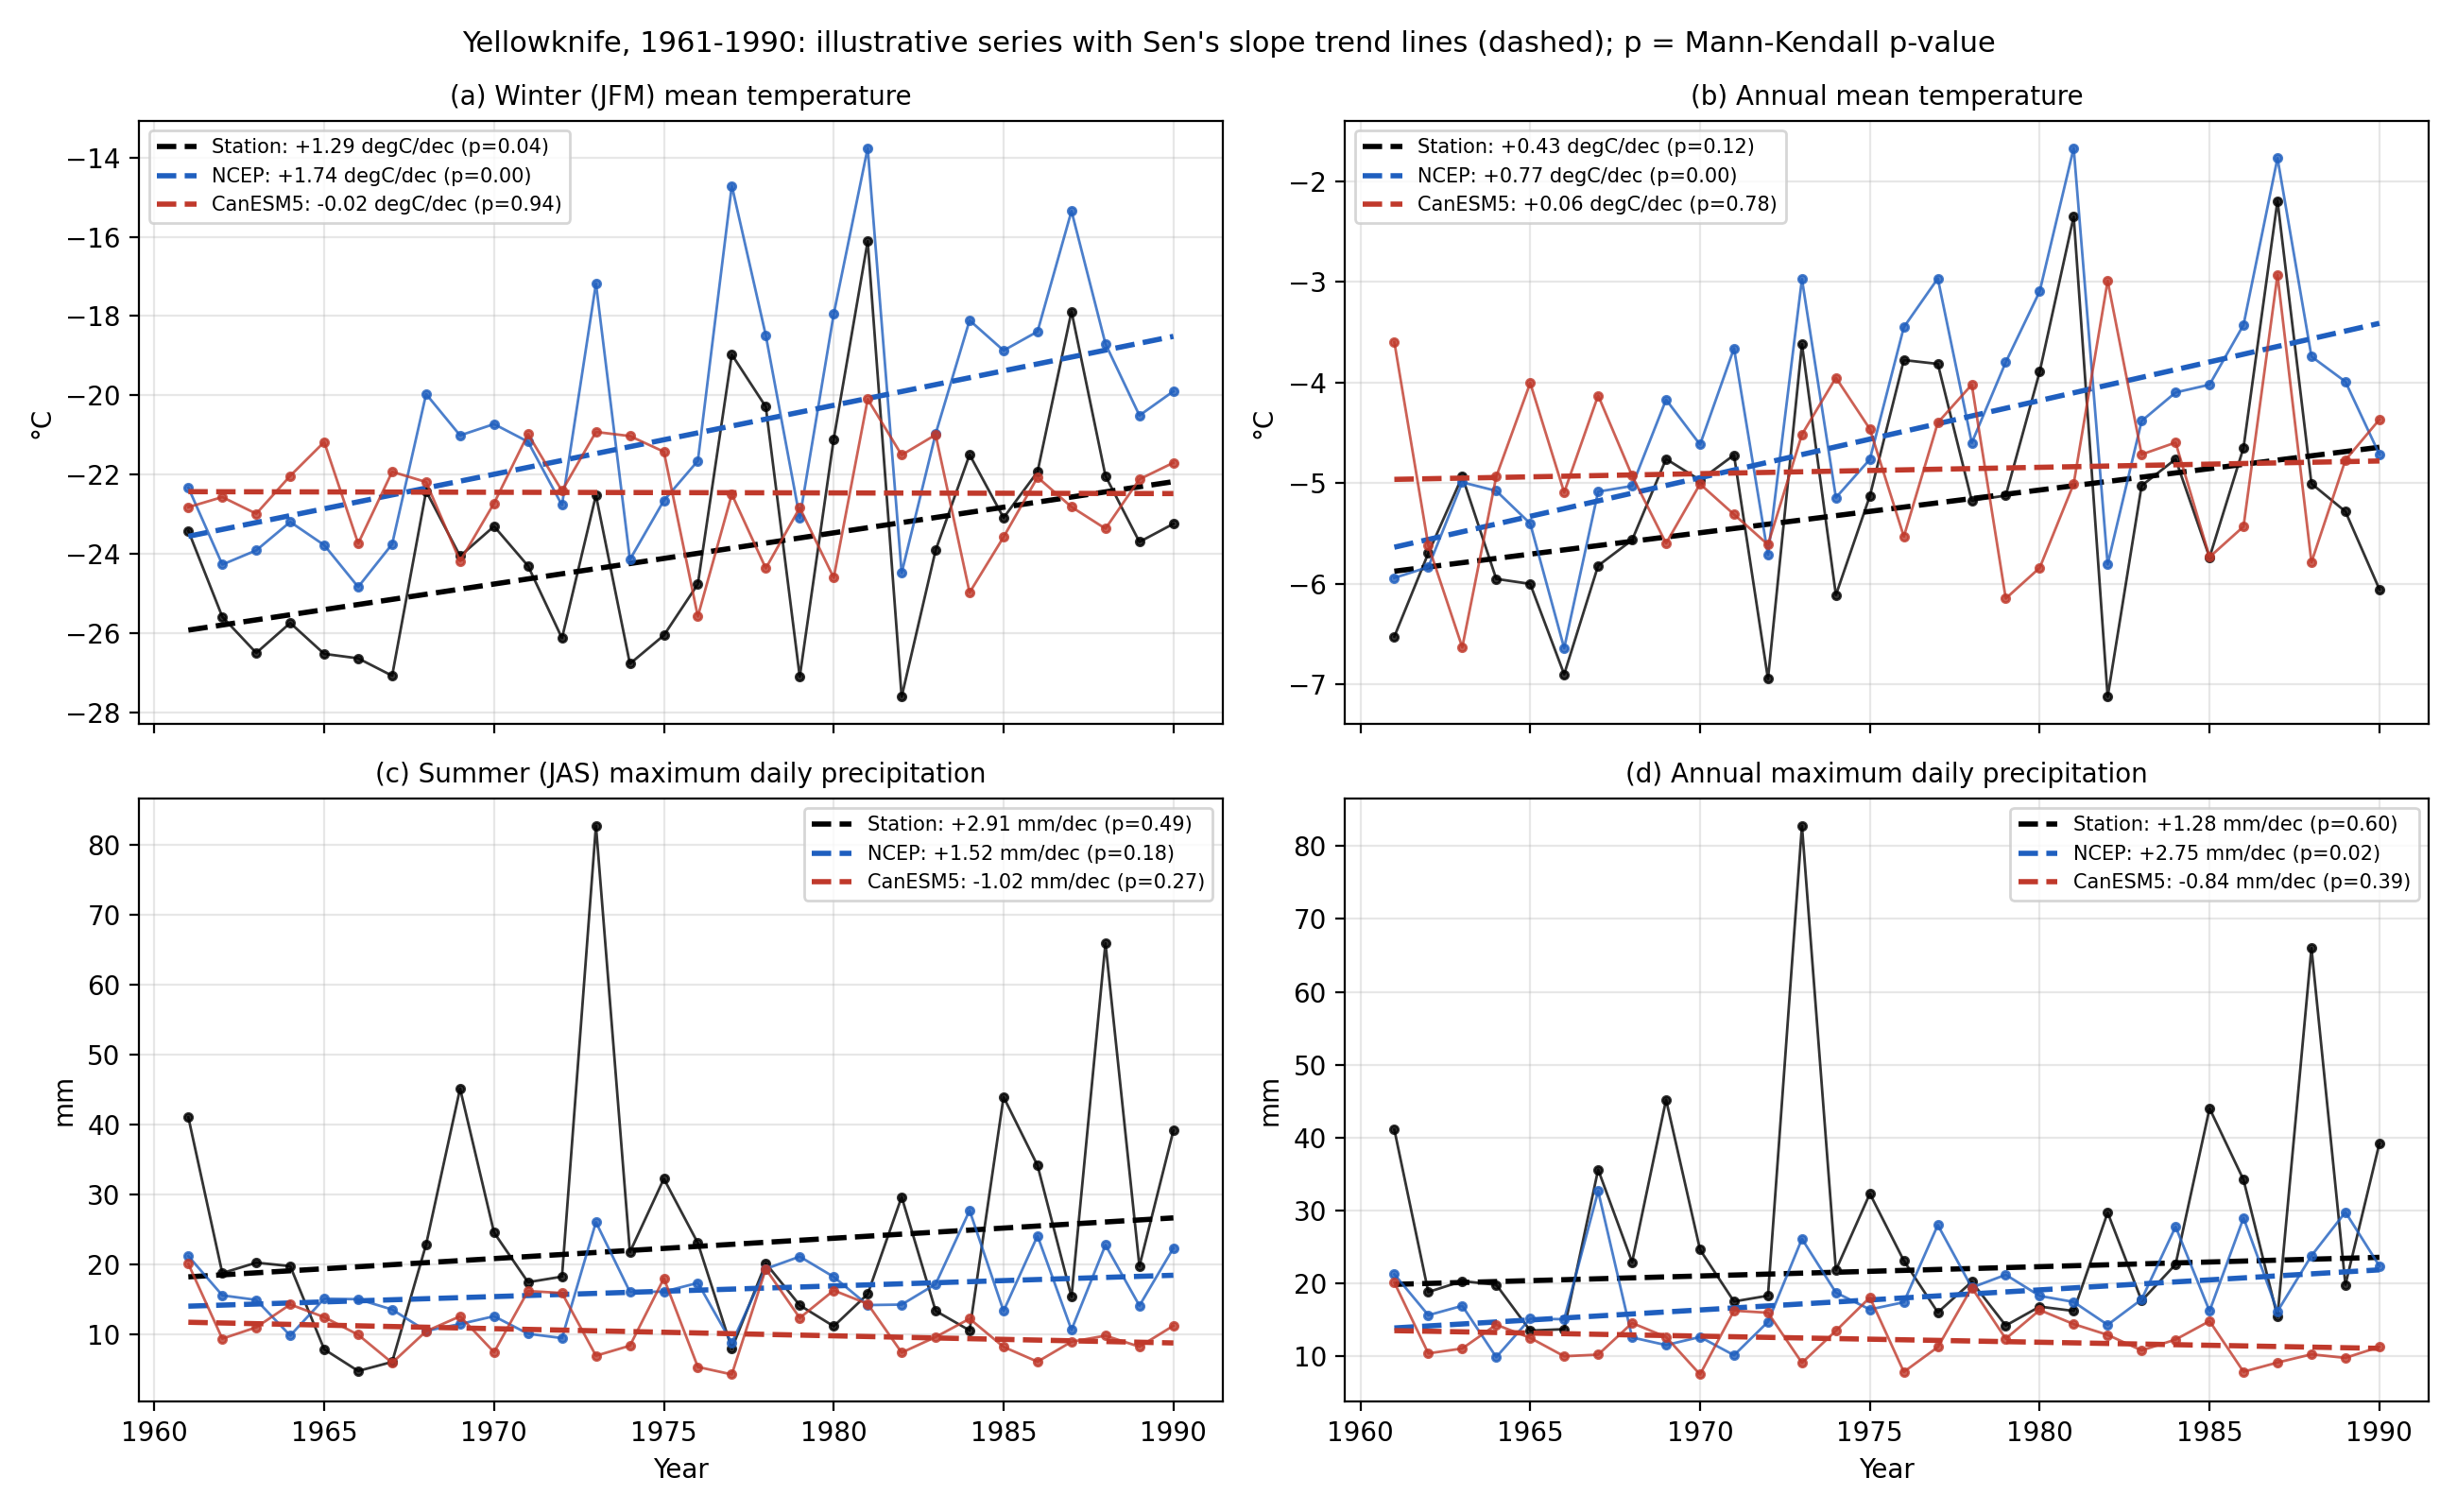 Yellowknife, 1961-1990: illustrative series with Sen's slope trend lines (dashed); p = Mann-Kendall p-value
(a) Winter (JFM) mean temperature
Station: +1.29 degC/dec (p=0.04)
NCEP: +1.74 degC/dec (p=0.00)
CanESM5: -0.02 degC/dec (p=0.94)
−14
−16
−18
−20
−22
−24
−26
−28
°C
(b) Annual mean temperature
Station: +0.43 degC/dec (p=0.12)
NCEP: +0.77 degC/dec (p=0.00)
CanESM5: +0.06 degC/dec (p=0.78)
−2
−3
−4
−5
−6
−7
°C
(c) Summer (JAS) maximum daily precipitation
Station: +2.91 mm/dec (p=0.49)
NCEP: +1.52 mm/dec (p=0.18)
CanESM5: -1.02 mm/dec (p=0.27)
80
70
60
50
40
30
20
10
mm
1960 1965 1970 1975 1980 1985 1990
Year
(d) Annual maximum daily precipitation
Station: +1.28 mm/dec (p=0.60)
NCEP: +2.75 mm/dec (p=0.02)
CanESM5: -0.84 mm/dec (p=0.39)
80
70
60
50
40
30
20
10
mm
1960 1965 1970 1975 1980 1985 1990
Year